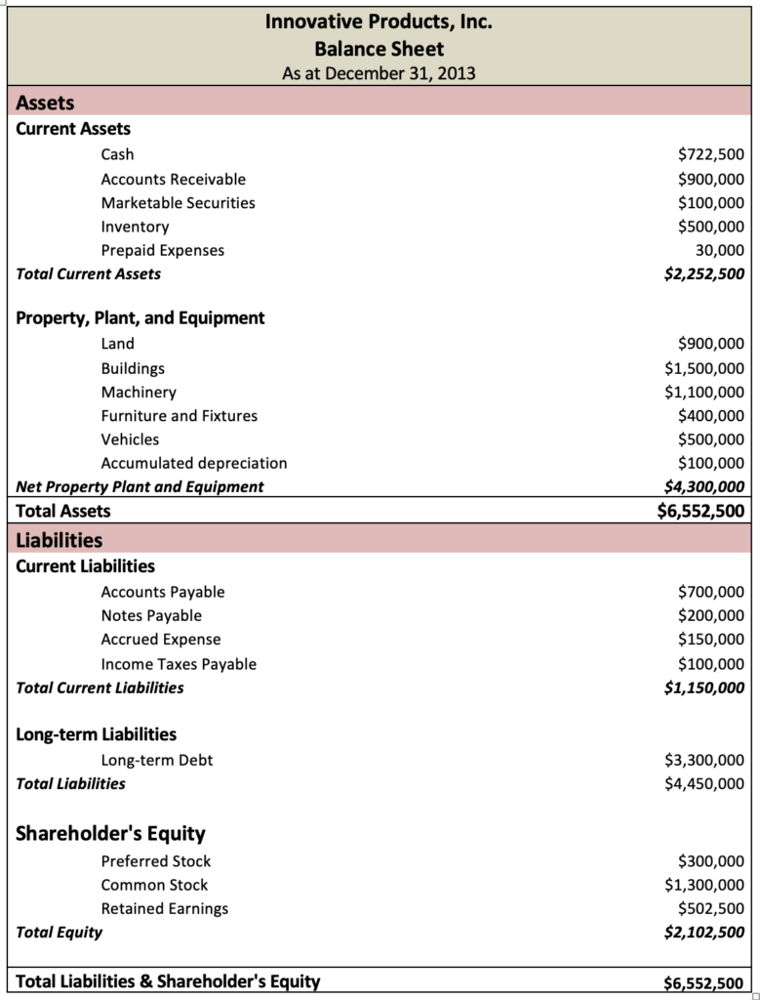 Innovative Products, Inc.
Balance Sheet
As at December 31, 2013
Assets
Current Assets
Cash $722,500
Accounts Receivable $900,000
Marketable Securities $100,000
Inventory $500,000
Prepaid Expenses 30,000
Total Current Assets $2,252,500
Property, Plant, and Equipment
Land $900,000
Buildings $1,500,000
Machinery $1,100,000
Furniture and Fixtures $400,000
Vehicles $500,000
Accumulated depreciation $100,000
Net Property Plant and Equipment $4,300,000
Total Assets $6,552,500
Liabilities
Current Liabilities
Accounts Payable $700,000
Notes Payable $200,000
Accrued Expense $150,000
Income Taxes Payable $100,000
Total Current Liabilities $1,150,000
Long-term Liabilities
Long-term Debt $3,300,000
Total Liabilities $4,450,000
Shareholder's Equity
Preferred Stock $300,000
Common Stock $1,300,000
Retained Earnings $502,500
Total Equity $2,102,500
Total Liabilities & Shareholder's Equity $6,552,500